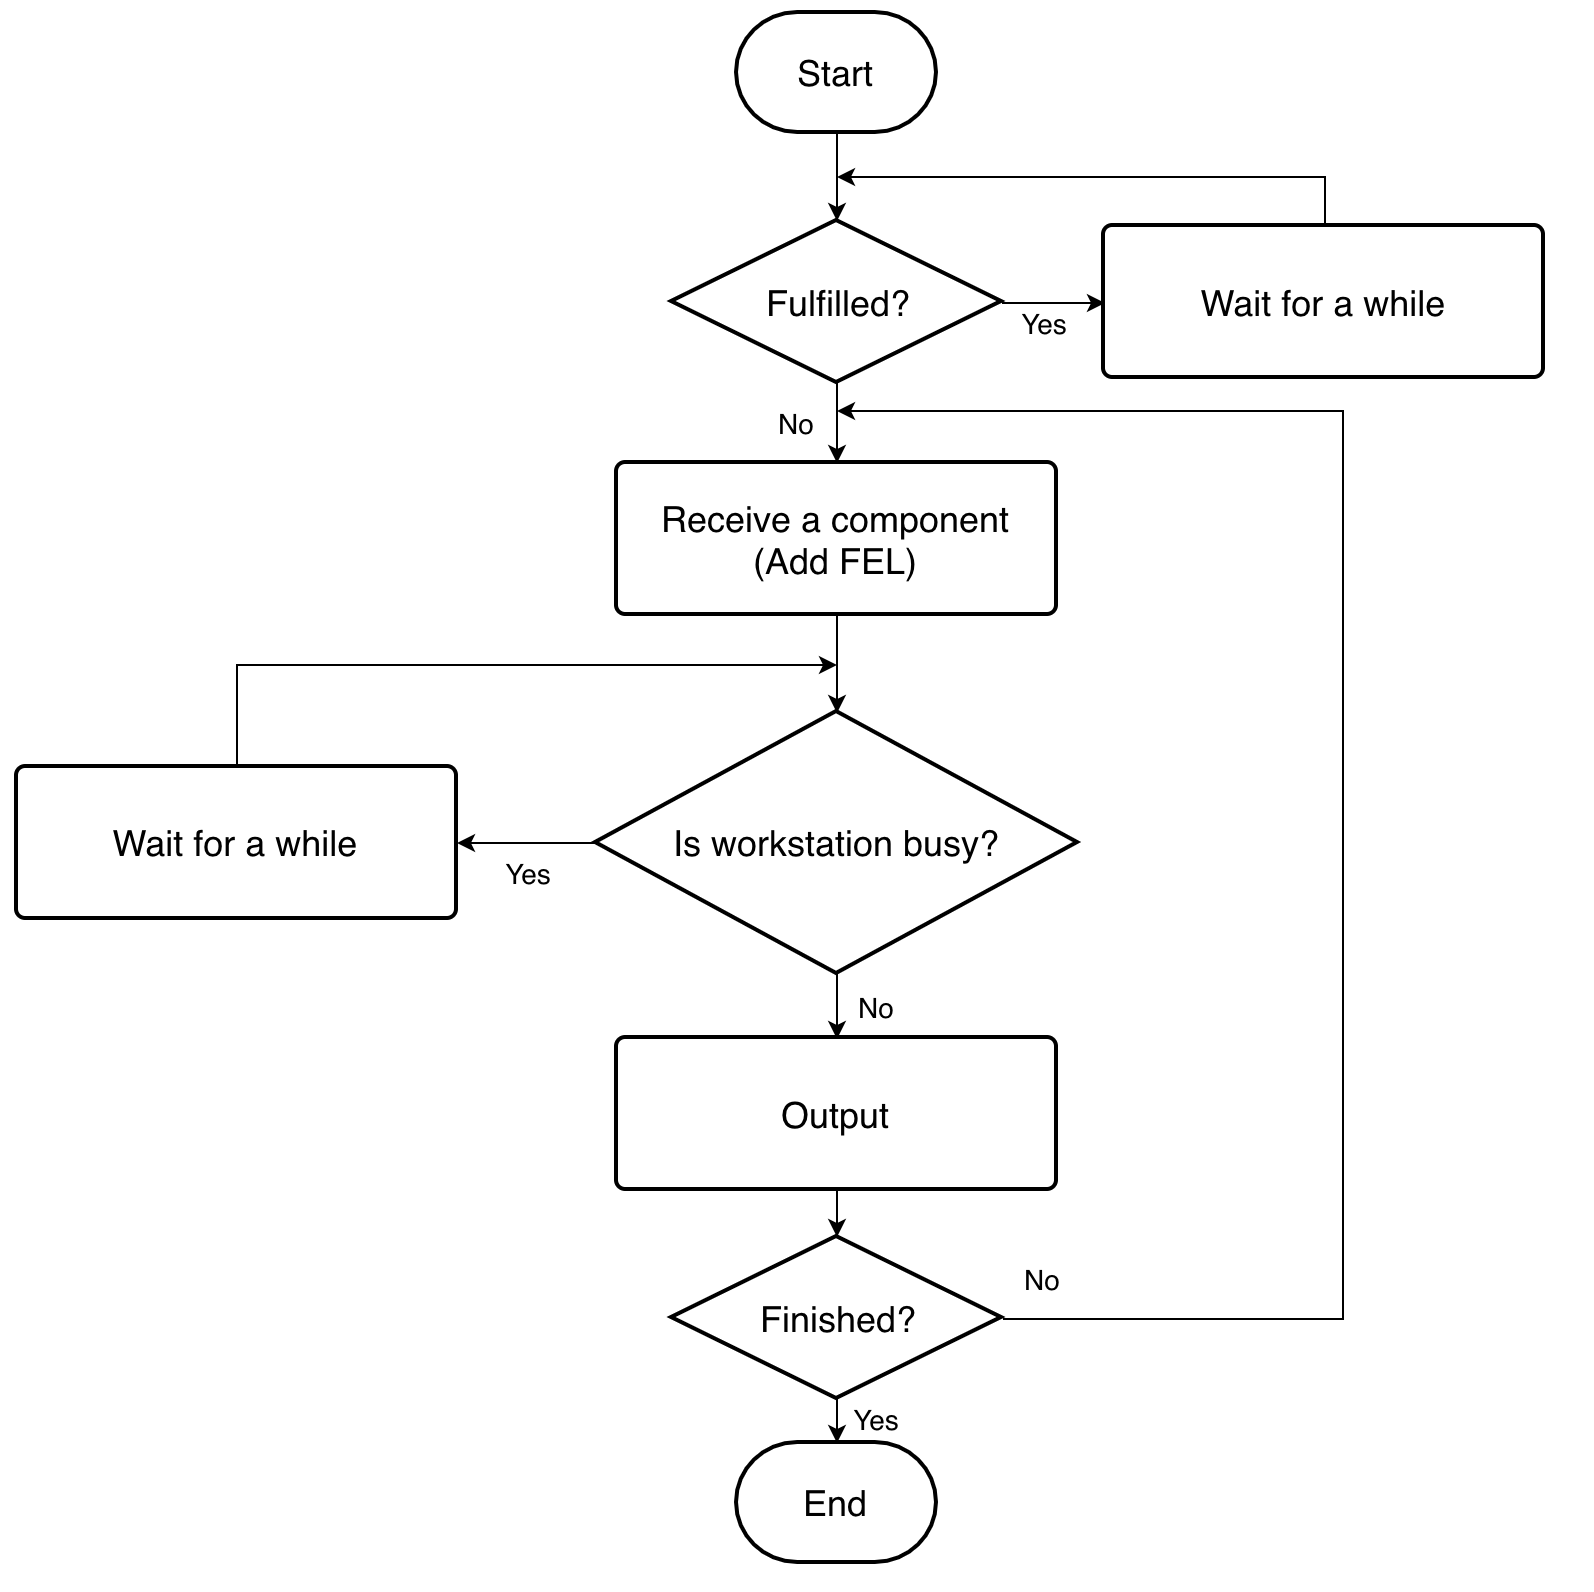 Start
Fulfilled?
Yes
Wait for a while
No
Receive a component
(Add FEL)
Is workstation busy?
Yes
Wait for a while
No
Output
Finished?
No
Yes
End